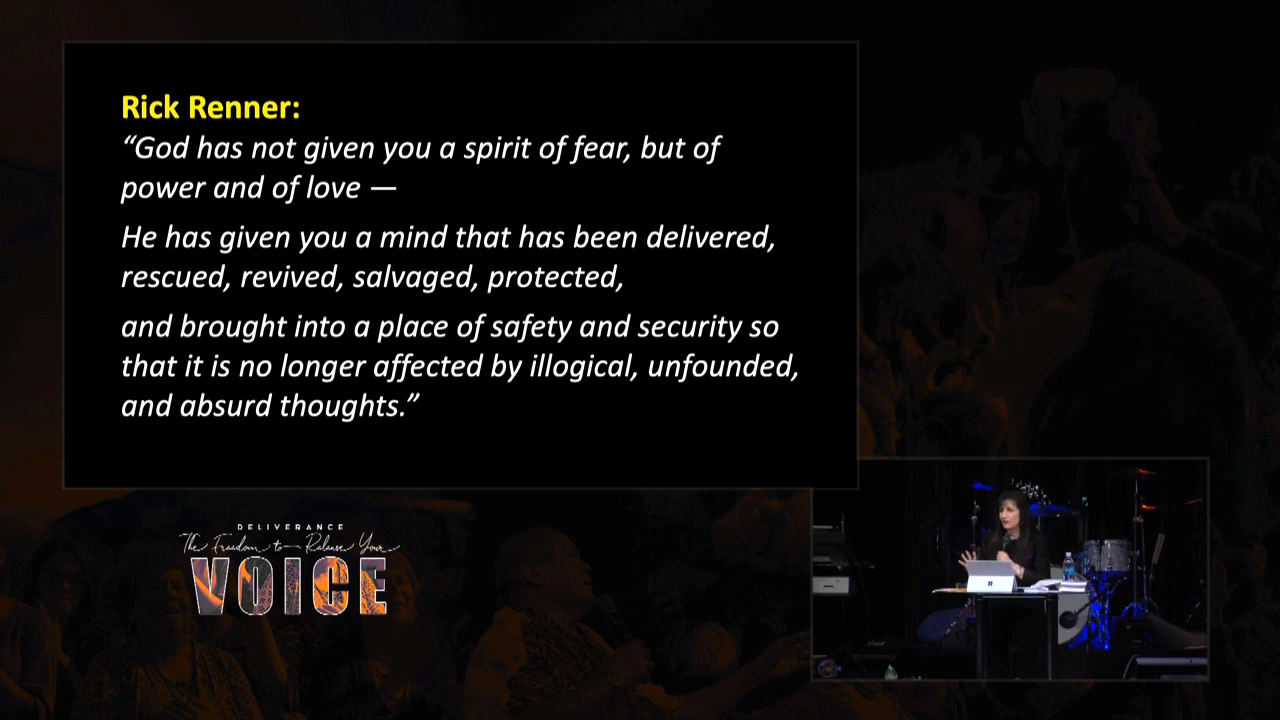 Rick Renner:
“God has not given you a spirit of fear, but of
power and of love —
He has given you a mind that has been delivered,
rescued, revived, salvaged, protected,
and brought into a place of safety and security so
that it is no longer affected by illogical, unfounded,
and absurd thoughts.”
DELIVERANCE
The Freedom to Release Your
VOICE